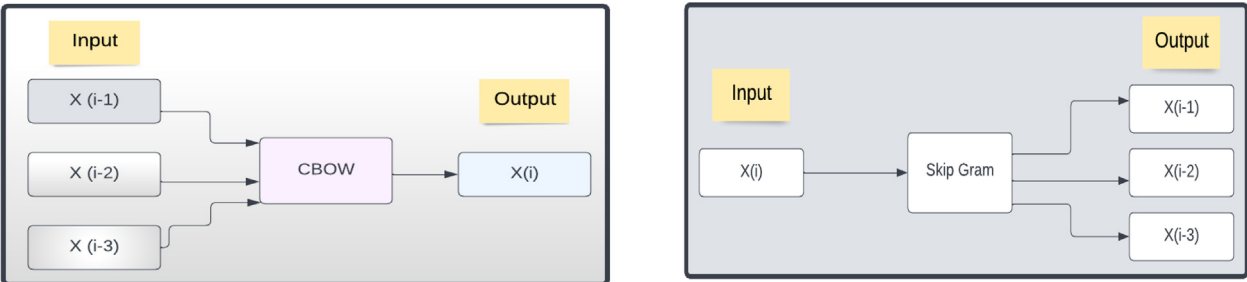 Input
X (i-1)
X (i-2)
X (i-3)
CBOW
Output
X(i)
Input
X(i)
Skip Gram
Output
X(i-1)
X(i-2)
X(i-3)